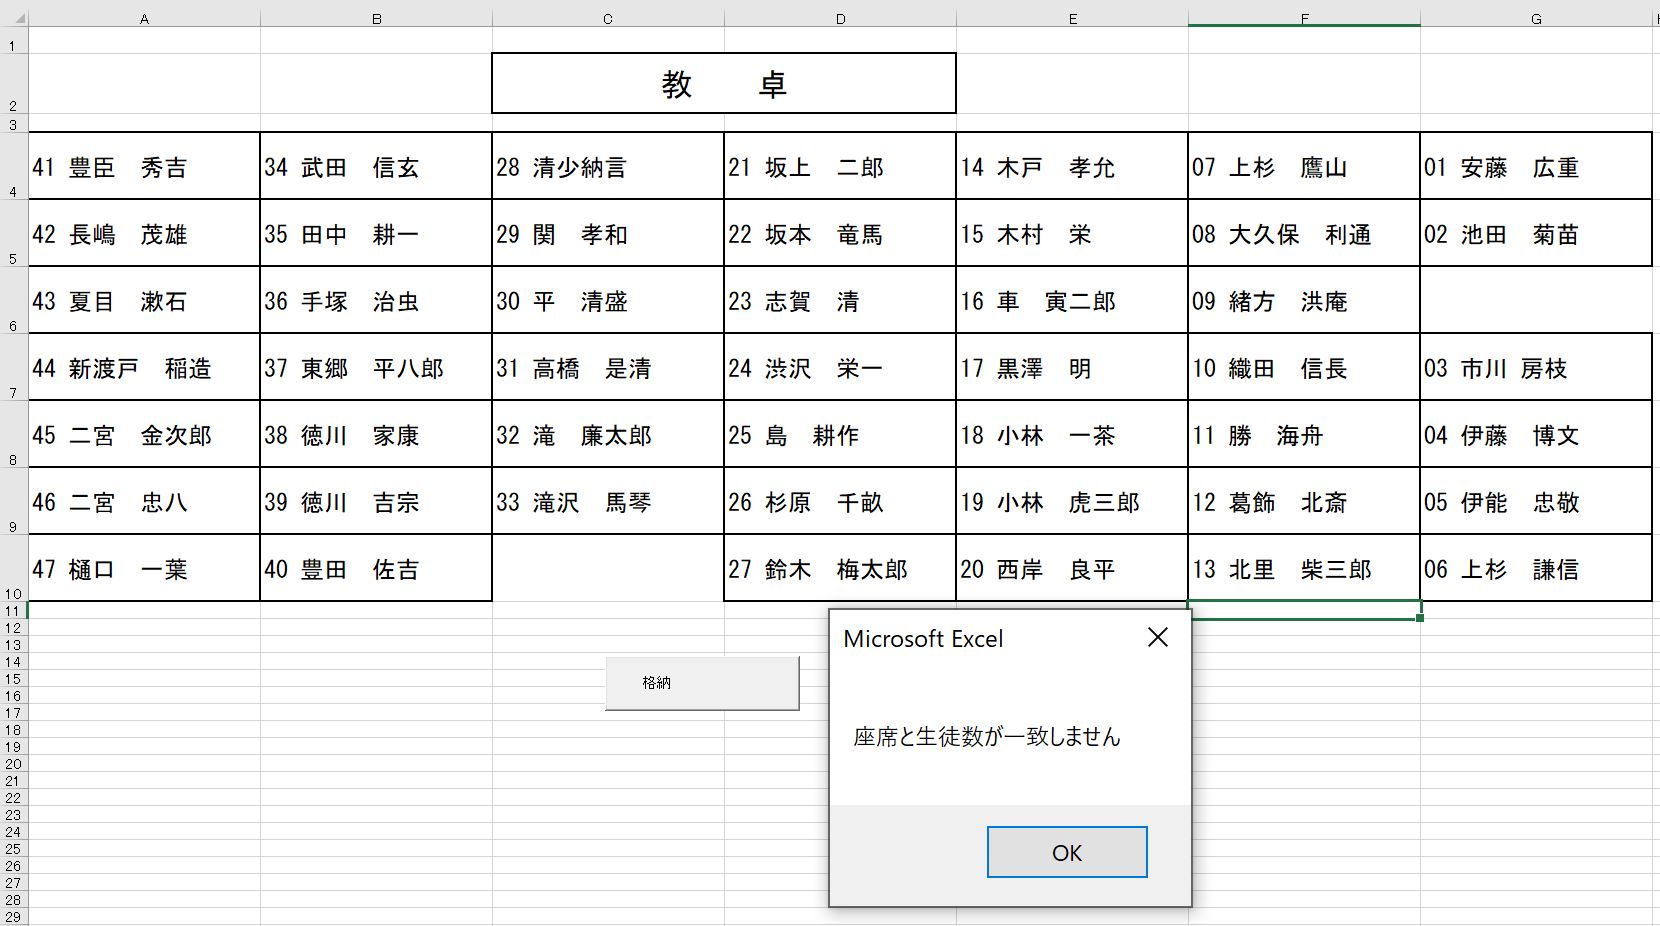 A B C D E F G
1
2 教　　卓
3
4 41 豊臣　秀吉 34 武田　信玄 28 清少納言 21 坂上　二郎 14 木戸　孝允 07 上杉　鷹山 01 安藤　広重
5 42 長嶋　茂雄 35 田中　耕一 29 関　孝和 22 坂本　竜馬 15 木村　栄 08 大久保　利通 02 池田　菊苗
6 43 夏目　漱石 36 手塚　治虫 30 平　清盛 23 志賀　清 16 車　寅二郎 09 緒方　洪庵
7 44 新渡戸　稲造 37 東郷　平八郎 31 高橋　是清 24 渋沢　栄一 17 黒澤　明 10 織田　信長 03 市川 房枝
8 45 二宮　金次郎 38 徳川　家康 32 滝　廉太郎 25 島　耕作 18 小林　一茶 11 勝　海舟 04 伊藤　博文
9 46 二宮　忠八 39 徳川　吉宗 33 滝沢　馬琴 26 杉原　千畝 19 小林　虎三郎 12 葛飾　北斎 05 伊能　忠敬
10 47 樋口　一葉 40 豊田　佐吉 27 鈴木　梅太郎 20 西岸　良平 13 北里　柴三郎 06 上杉　謙信
11
12
13
14
15
16
17
18
19
20
21
22
23
24
25
26
27
28
29
格納
Microsoft Excel
座席と生徒数が一致しません
OK